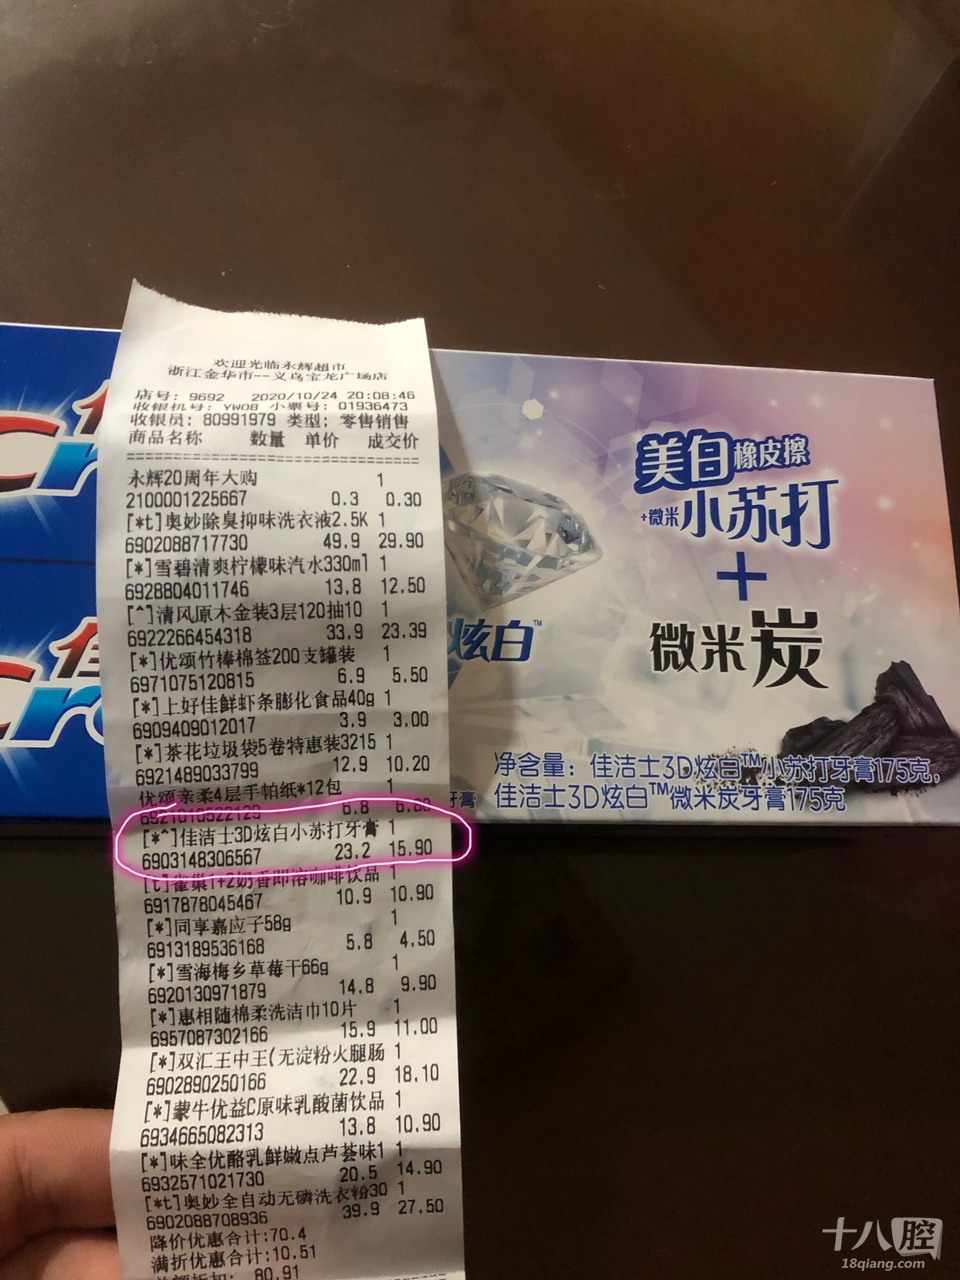 欢迎光临永辉超市
浙江金华市--义乌宝龙广场店
店号: 9692 2020/10/24 20:08:46
收银机号: YW08 小票号: 01936473
收银员: 80991979 类型: 零售销售
商品名称 数量 单价 成交价
永辉20周年大购 1
2100001225667 0.3 0.30
[*t]奥妙除臭抑味洗衣液2.5K 1
6902088717730 49.9 29.90
[*]雪碧清爽柠檬味汽水330ml 1
6928804011746 13.8 12.50
[^]清风原木金装3层120抽10 1
6922266454318 33.9 23.39
[*]优颂竹棒棉签200支罐装 1
6971075120815 6.9 5.50
[*]上好佳鲜虾条膨化食品40g 1
6909409012017 3.9 3.00
[*]茶花垃圾袋5卷特惠装3215 1
6921489033799 12.9 10.20
优颂亲柔4层手帕纸*12包 1
6.8 6.80
[*^]佳洁士3D炫白小苏打牙膏 1
6903148306567 23.2 15.90
[t]雀巢1+2奶香即溶咖啡饮品 1
6917878045467 10.9 10.90
[*]同享嘉应子58g 1
6913189536168 5.8 4.50
[*]雪海梅乡草莓干66g 1
6920130971879 14.8 9.90
[*]惠相随棉柔洗洁巾10片 1
6957087302166 15.9 11.00
[*]双汇王中王(无淀粉火腿肠 1
6902890250166 22.9 18.10
[*]蒙牛优益C原味乳酸菌饮品 1
6934665082313 13.8 10.90
[*]味全优酪乳鲜嫩点芦荟味1 1
6932571021730 20.5 14.90
[*t]奥妙全自动无磷洗衣粉30 1
6902088708936 39.9 27.50
降价优惠合计:70.4
满折优惠合计:10.51
80.91
炫白™
美白橡皮擦
+微米小苏打
+
微米炭
净含量：佳洁士3D炫白™小苏打牙膏175克，
佳洁士3D炫白™微米炭牙膏175克
牙膏
十八腔
18qiang.com